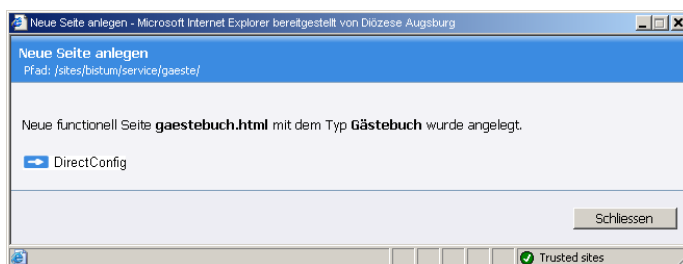 Neue Seite anlegen - Microsoft Internet Explorer bereitgestellt von Diözese Augsburg
Neue Seite anlegen
Pfad: /sites/bistum/service/gaeste/
Neue functionell Seite gaestebuch.html mit dem Typ Gästebuch wurde angelegt.
DirectConfig
Schliessen
Trusted sites